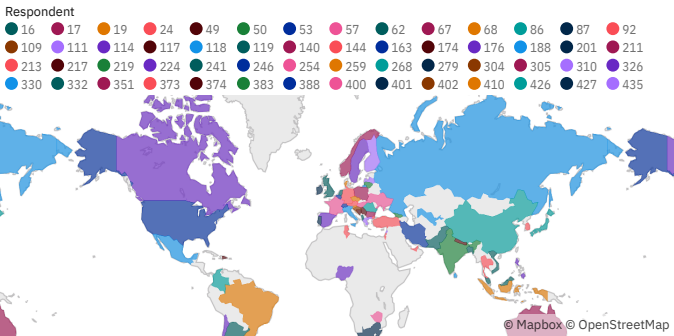 Respondent
16 17 19 24 49 50 53 57 62 67 68 86 87 92
109 111 114 117 118 119 140 144 163 174 176 188 201 211
213 217 219 224 241 246 254 259 268 279 304 305 310 326
330 332 351 373 374 383 388 400 401 402 410 426 427 435
© Mapbox © OpenStreetMap